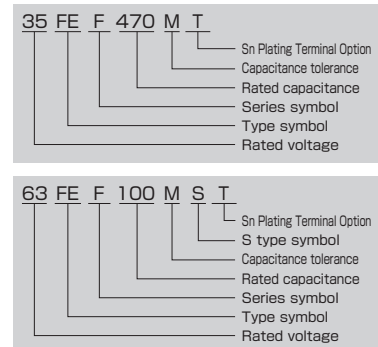 35 FE F 470 M T
Sn Plating Terminal Option
Capacitance tolerance
Rated capacitance
Series symbol
Type symbol
Rated voltage
63 FE F 100 M S T
Sn Plating Terminal Option
S type symbol
Capacitance tolerance
Rated capacitance
Series symbol
Type symbol
Rated voltage